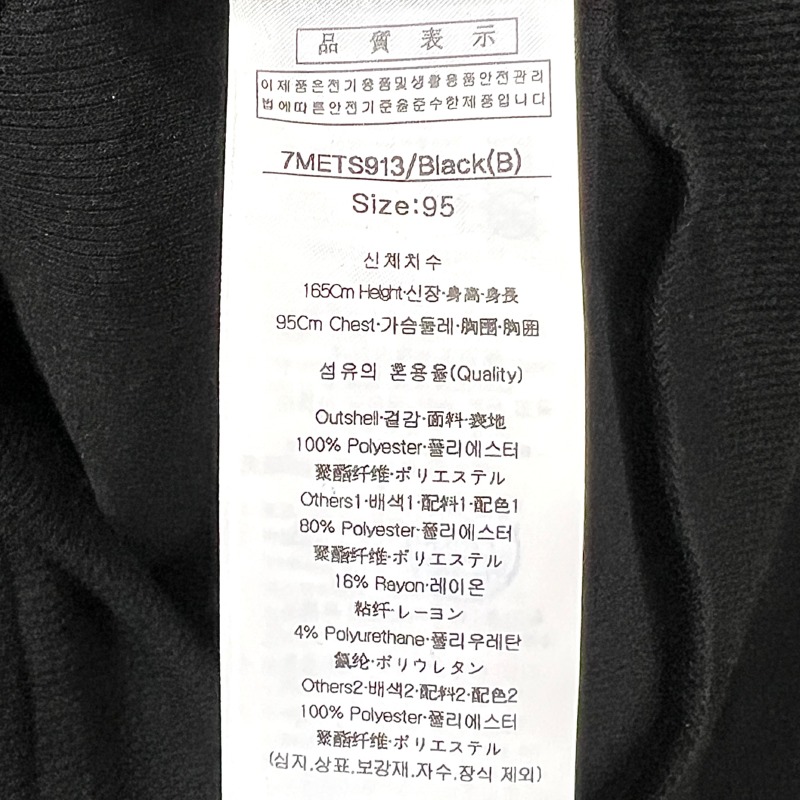 品質表示
이제품은전기용품및생활용품안전관리
법에따른안전기준을준수한제품입니다
7METS913/Black(B)
Size:95
신체치수
165Cm Height·신장·身高·身長
95Cm Chest·가슴둘레·胸围·胸囲
섬유의 혼용율(Quality)
Outshell·겉감·面料·表地
100% Polyester·폴리에스터
聚酯纤维·ポリエステル
Others1·배색1·配料1·配色1
80% Polyester·폴리에스터
聚酯纤维·ポリエステル
16% Rayon·레이온
粘纤·レーヨン
4% Polyurethane·폴리우레탄
氨纶·ポリウレタン
Others2·배색2·配料2·配色2
100% Polyester·폴리에스터
聚酯纤维·ポリエステル
(심지,상표,보강재,자수,장식 제외)